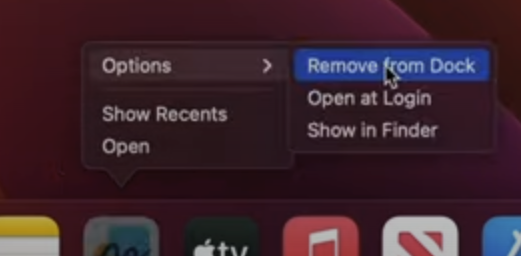 Options
Remove from Dock
Open at Login
Show in Finder
Show Recents
Open
tv